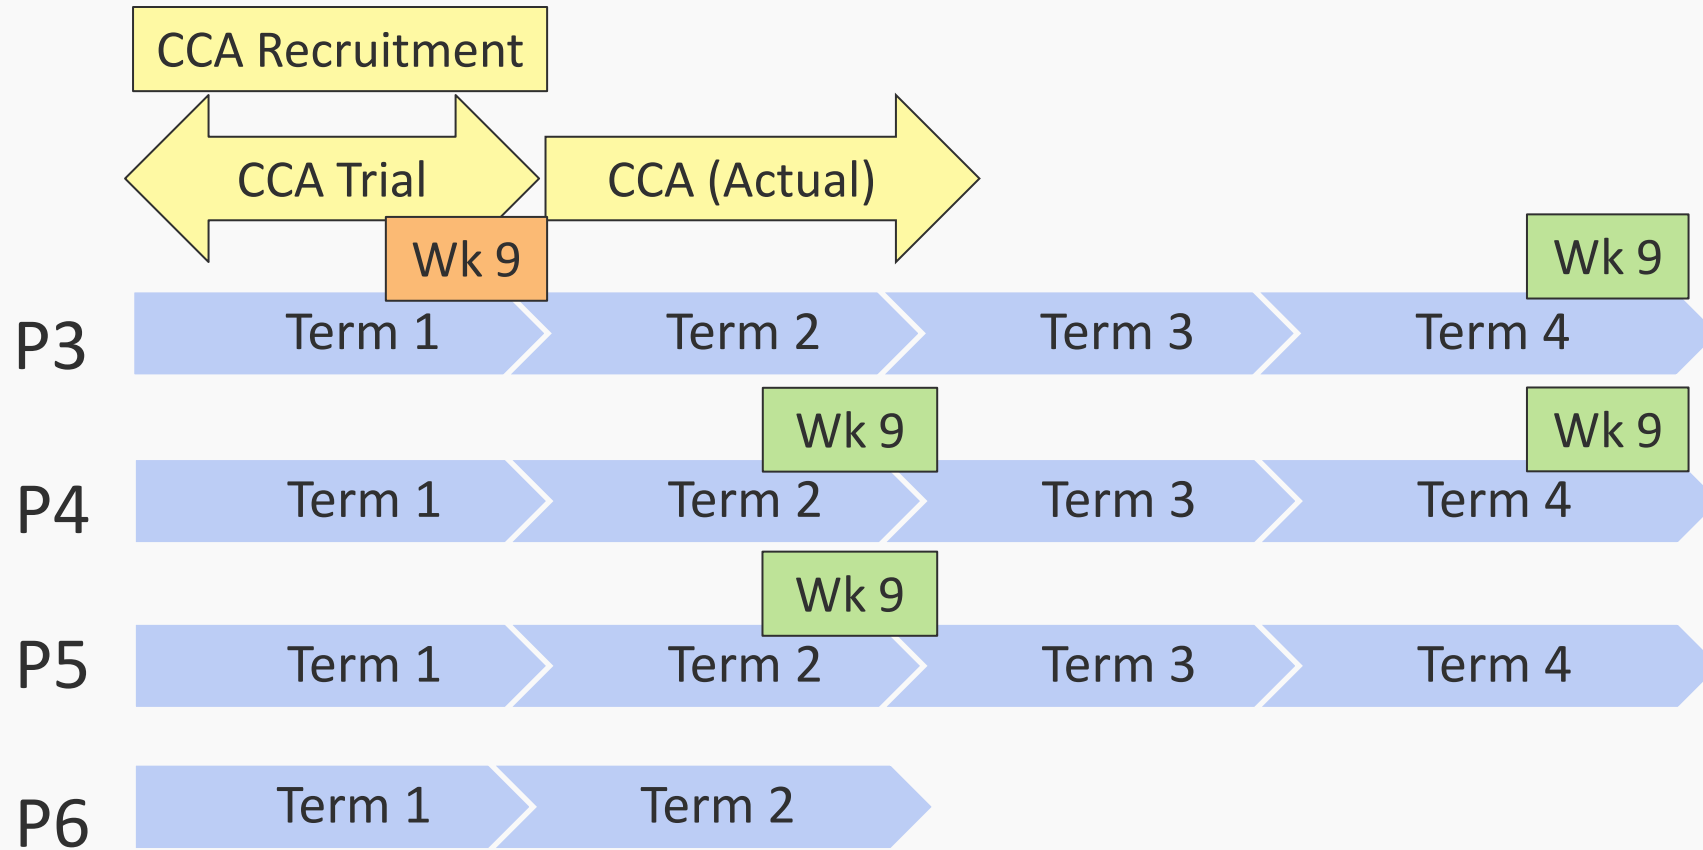 CCA Recruitment
CCA Trial
CCA (Actual)
Wk 9
Wk 9
P3
Term 1
Term 2
Term 3
Term 4
Wk 9
Wk 9
P4
Term 1
Term 2
Term 3
Term 4
Wk 9
P5
Term 1
Term 2
Term 3
Term 4
P6
Term 1
Term 2